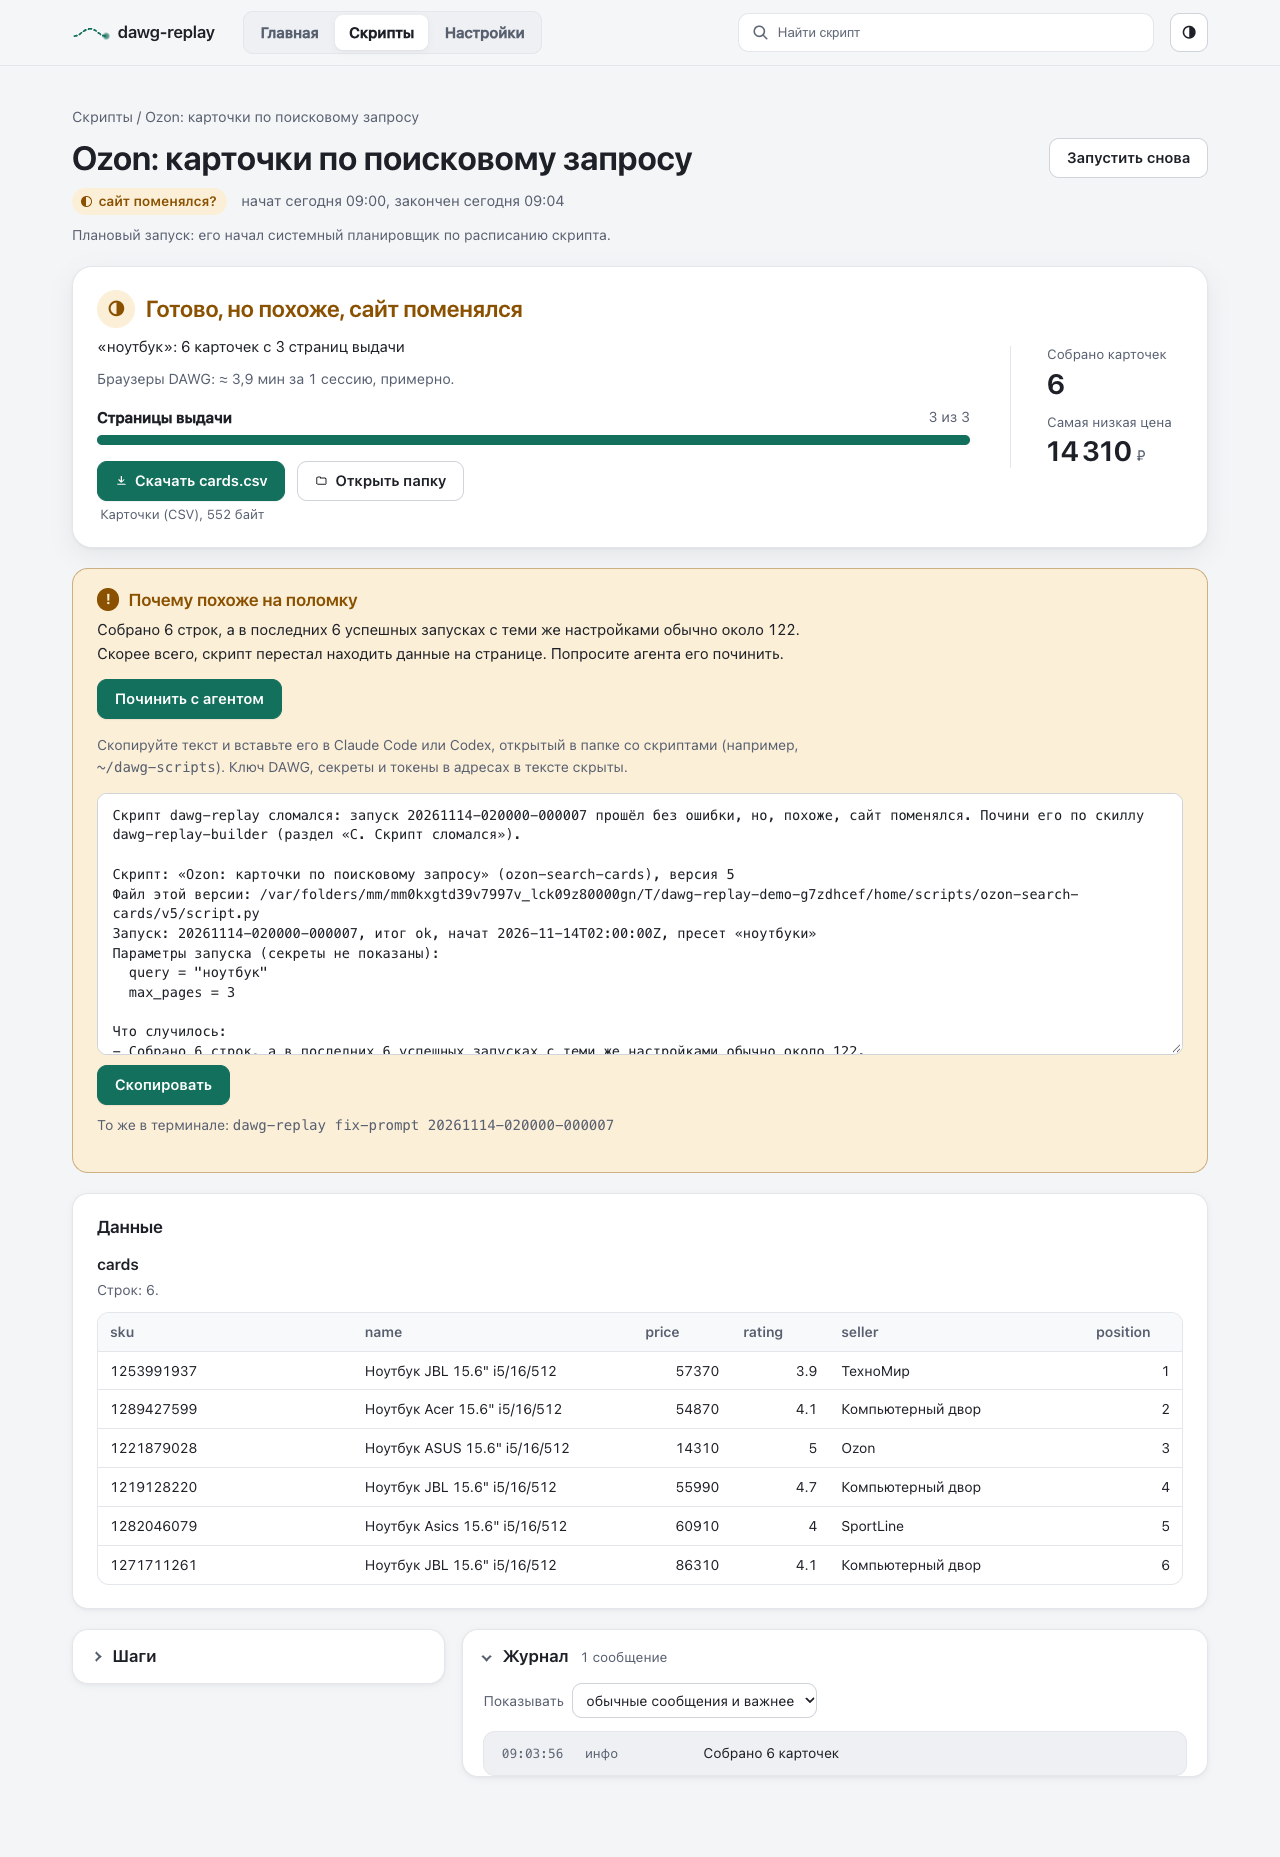 dawg-replay
Главная
Скрипты
Настройки
Найти скрипт
Скрипты / Ozon: карточки по поисковому запросу
Ozon: карточки по поисковому запросу
Запустить снова
сайт поменялся?
начат сегодня 09:00, закончен сегодня 09:04
Плановый запуск: его начал системный планировщик по расписанию скрипта.
Готово, но похоже, сайт поменялся
«ноутбук»: 6 карточек с 3 страниц выдачи
Браузеры DAWG: ≈ 3,9 мин за 1 сессию, примерно.
Страницы выдачи
3 из 3
Скачать cards.csv
Открыть папку
Карточки (CSV), 552 байт
Собрано карточек
6
Самая низкая цена
14 310 ₽
! Почему похоже на поломку
Собрано 6 строк, а в последних 6 успешных запусках с теми же настройками обычно около 122.
Скорее всего, скрипт перестал находить данные на странице. Попросите агента его починить.
Починить с агентом
Скопируйте текст и вставьте его в Claude Code или Codex, открытый в папке со скриптами (например,
~/dawg-scripts). Ключ DAWG, секреты и токены в адресах в тексте скрыты.
Скрипт dawg-replay сломался: запуск 20261114-020000-000007 прошёл без ошибки, но, похоже, сайт поменялся. Почини его по скиллу
dawg-replay-builder (раздел «C. Скрипт сломался»).
Скрипт: «Ozon: карточки по поисковому запросу» (ozon-search-cards), версия 5
Файл этой версии: /var/folders/mm/mm0kxgtd39v7997v_lck09z80000gn/T/dawg-replay-demo-g7zdhcef/home/scripts/ozon-search-
cards/v5/script.py
Запуск: 20261114-020000-000007, итог ok, начат 2026-11-14T02:00:00Z, пресет «ноутбуки»
Параметры запуска (секреты не показаны):
query = "ноутбук"
max_pages = 3
Что случилось:
- Собрано 6 строк, а в последних 6 успешных запусках с теми же настройками обычно около 122.
Скопировать
То же в терминале: dawg-replay fix-prompt 20261114-020000-000007
Данные
cards
Строк: 6.
sku name price rating seller position
1253991937 Ноутбук JBL 15.6" i5/16/512 57370 3.9 ТехноМир 1
1289427599 Ноутбук Acer 15.6" i5/16/512 54870 4.1 Компьютерный двор 2
1221879028 Ноутбук ASUS 15.6" i5/16/512 14310 5 Ozon 3
1219128220 Ноутбук JBL 15.6" i5/16/512 55990 4.7 Компьютерный двор 4
1282046079 Ноутбук Asics 15.6" i5/16/512 60910 4 SportLine 5
1271711261 Ноутбук JBL 15.6" i5/16/512 86310 4.1 Компьютерный двор 6
Шаги
Журнал 1 сообщение
Показывать обычные сообщения и важнее
09:03:56 инфо Собрано 6 карточек